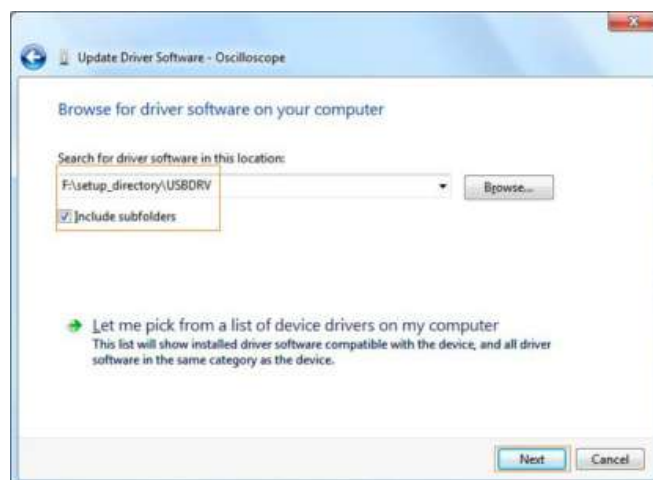 Update Driver Software - Oscilloscope
Browse for driver software on your computer
Search for driver software in this location:
F:\setup_directory\USBDRV
Browse...
Include subfolders
Let me pick from a list of device drivers on my computer
This list will show installed driver software compatible with the device, and all driver
software in the same category as the device.
Next
Cancel